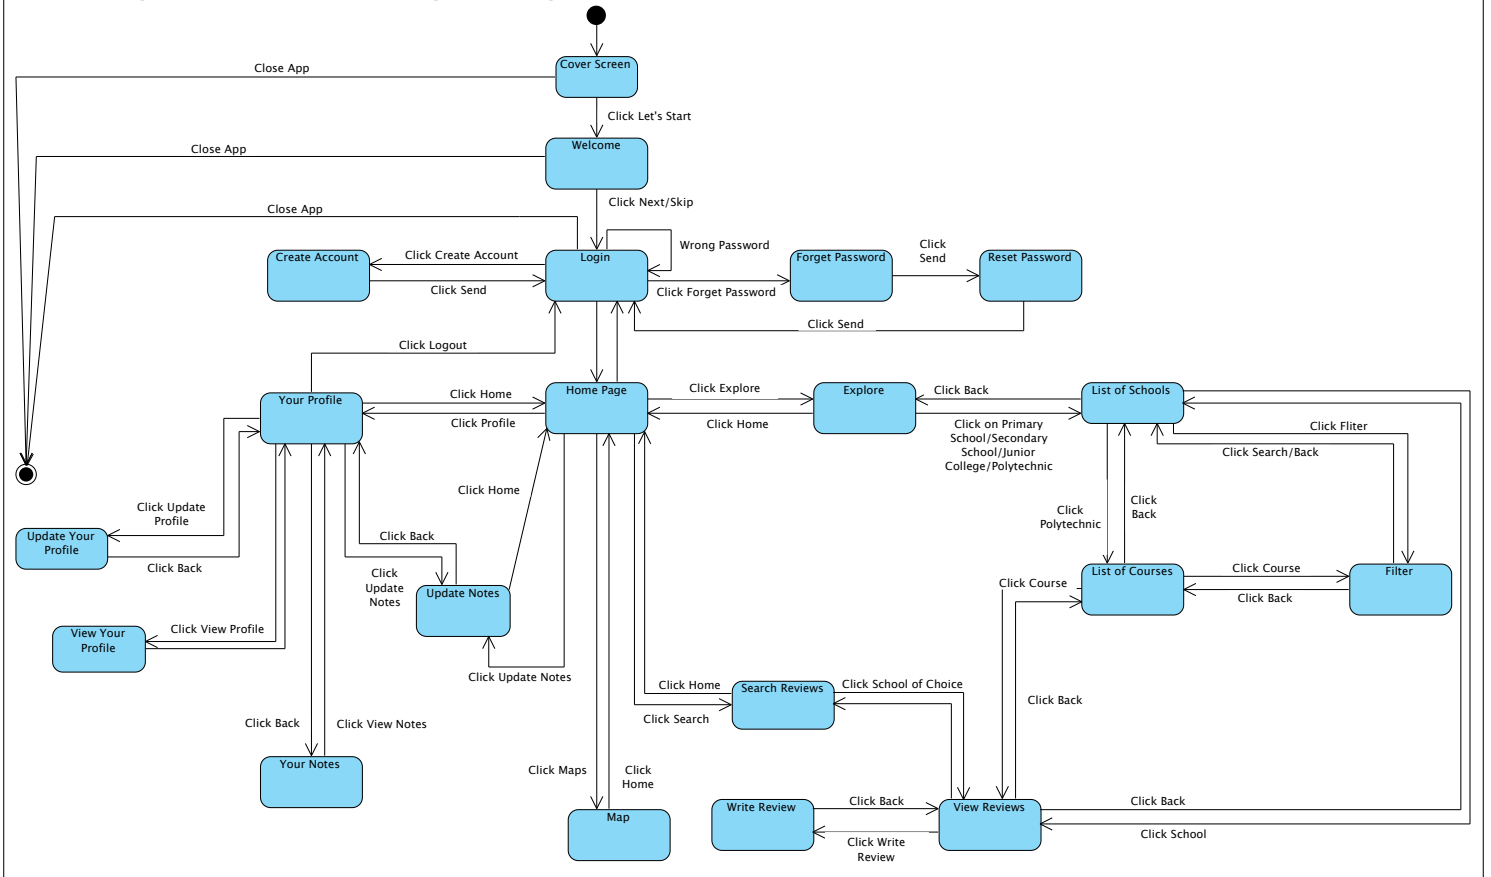 Cover Screen
Close App
Click Let's Start
Welcome
Close App
Click Next/Skip
Close App
Wrong Password
Click
Send
Create Account
Click Create Account
Login
Forget Password
Reset Password
Click Send
Click Forget Password
Click Send
Click Logout
Home Page
Click Explore
Explore
Click Back
List of Schools
Your Profile
Click Home
Click Profile
Click Home
Click on Primary
School/Secondary
School/Junior
College/Polytechnic
Click Fliter
Click Search/Back
Click Home
Click Update
Profile
Click
Back
Click
Polytechnic
Update Your
Profile
Click Back
Click Back
Click
Update
Notes
Update Notes
Click Course
List of Courses
Click Course
Filter
Click Back
View Your
Profile
Click View Profile
Click Update Notes
Click Home
Search Reviews
Click School of Choice
Click Back
Click Search
Click Back
Click View Notes
Your Notes
Click Maps
Click
Home
Map
Write Review
Click Back
View Reviews
Click Back
Click School
Click Write
Review